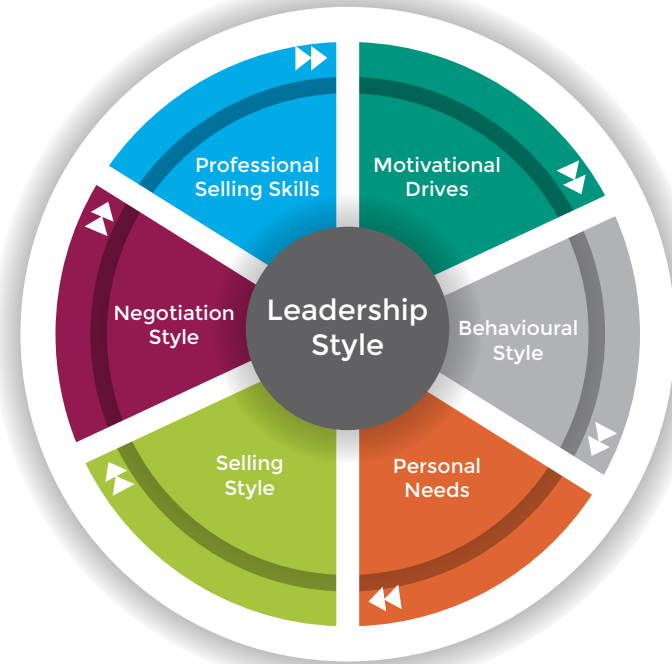 Professional
Selling Skills
Motivational
Drives
Negotiation
Style
Leadership
Style
Behavioural
Style
Selling
Style
Personal
Needs